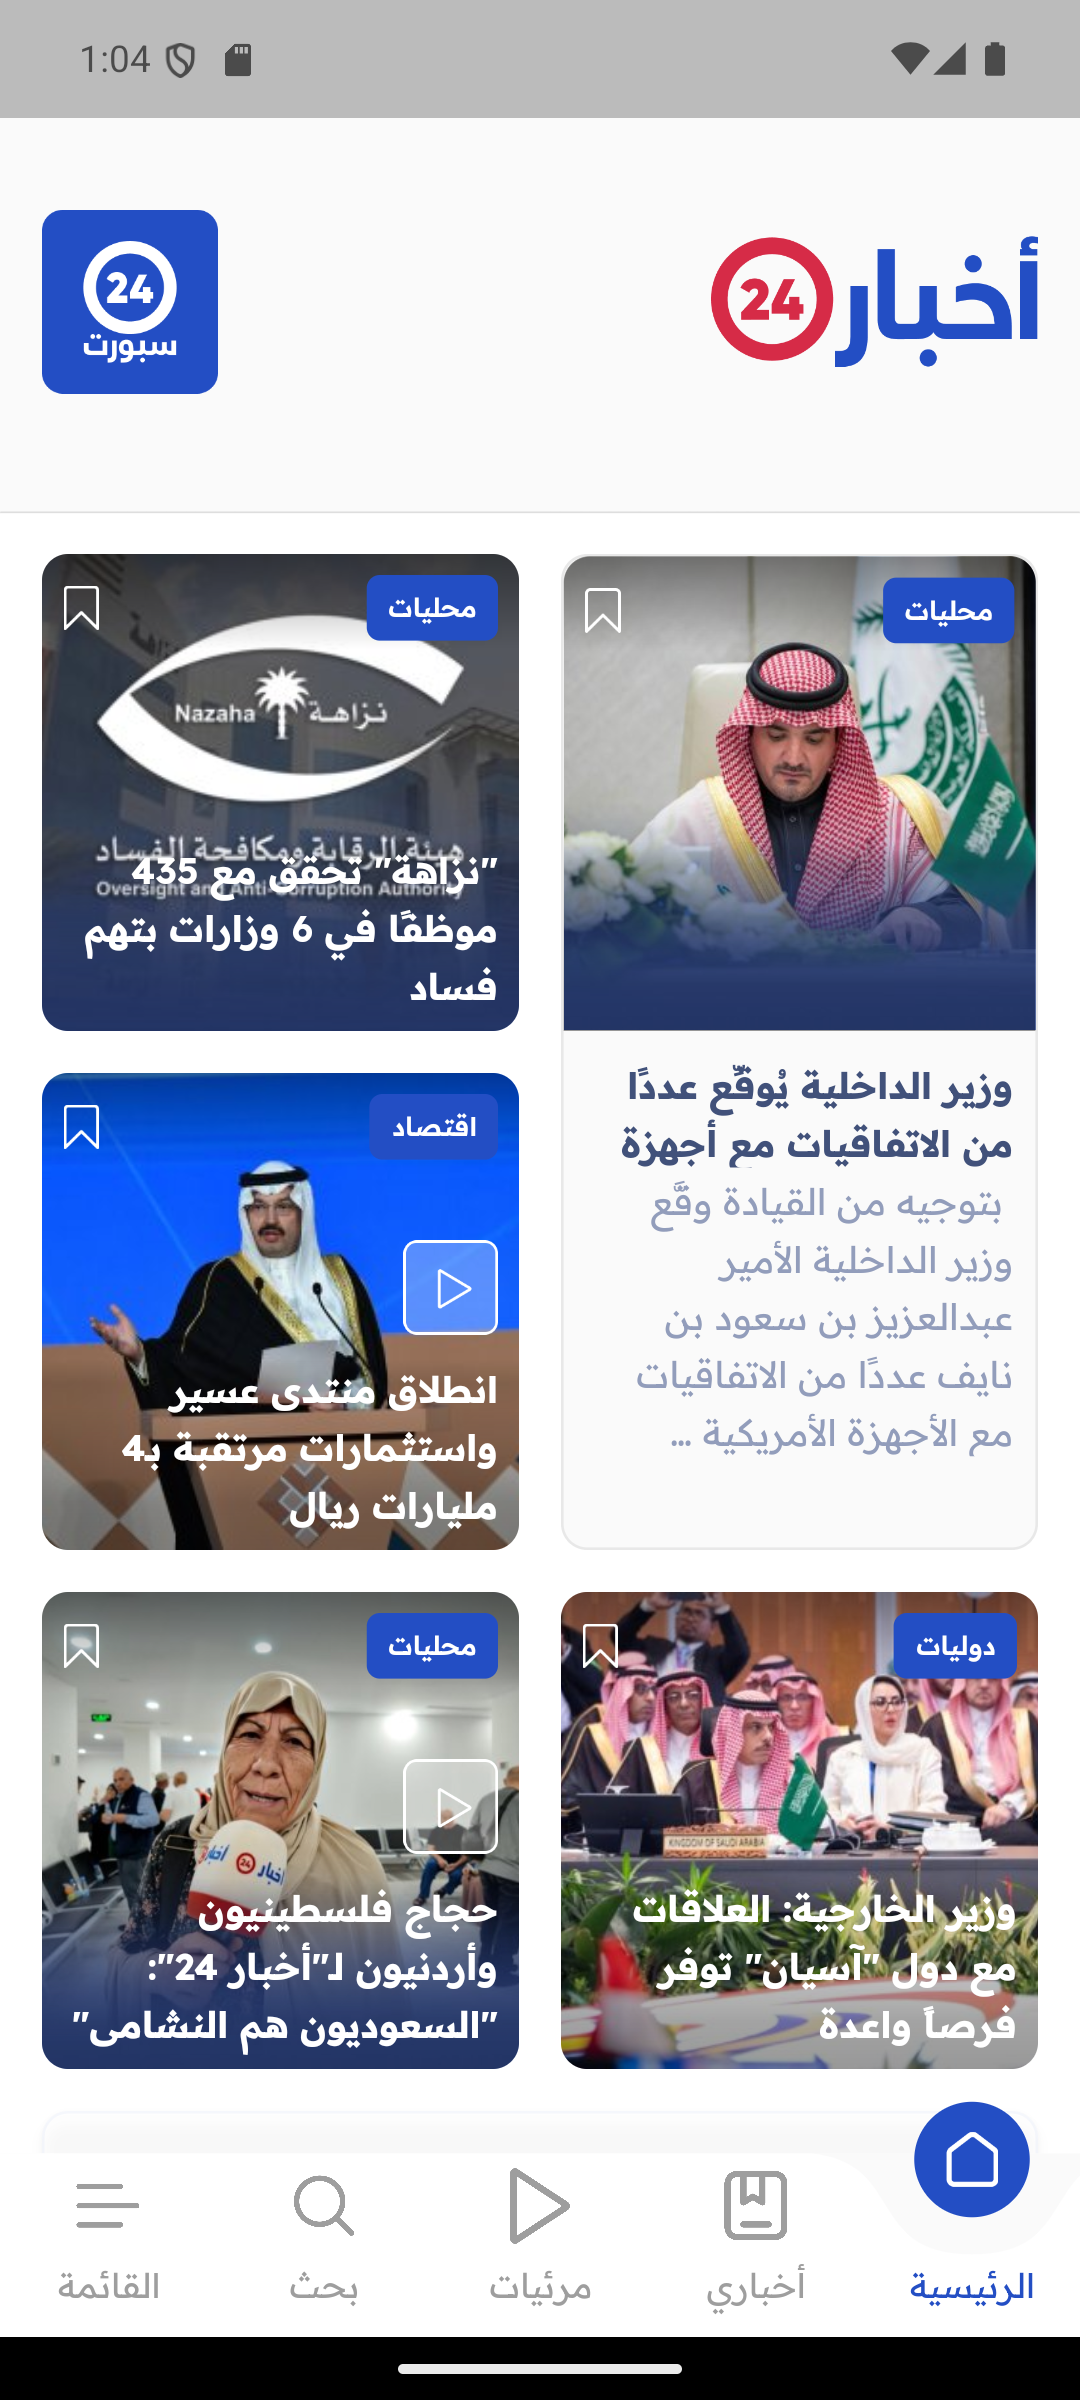 1:04
أخبار 24
24
سبورت
محليات
وزير الداخلية يُوقّع عددًا
من الاتفاقيات مع أجهزة
بتوجيه من القيادة وقَّع
وزير الداخلية الأمير
عبدالعزيز بن سعود بن
نايف عددًا من الاتفاقيات
مع الأجهزة الأمريكية ...
محليات
Nazaha نزاهة
هيئة الرقابة ومكافحة الفساد
Oversight and Anti-Corruption Authority
"نزاهة" تحقق مع 435
موظفًا في 6 وزارات بتهم
فساد
اقتصاد
انطلاق منتدى عسير
واستثمارات مرتقبة بـ4
مليارات ريال
دوليات
KINGDOM OF SAUDI ARABIA
وزير الخارجية: العلاقات
مع دول "آسيان" توفر
فرصاً واعدة
محليات
أخبار 24
حجاج فلسطينيون
وأردنيون لـ"أخبار 24":
"السعوديون هم النشامى"
الرئيسية
أخباري
مرئيات
بحث
القائمة